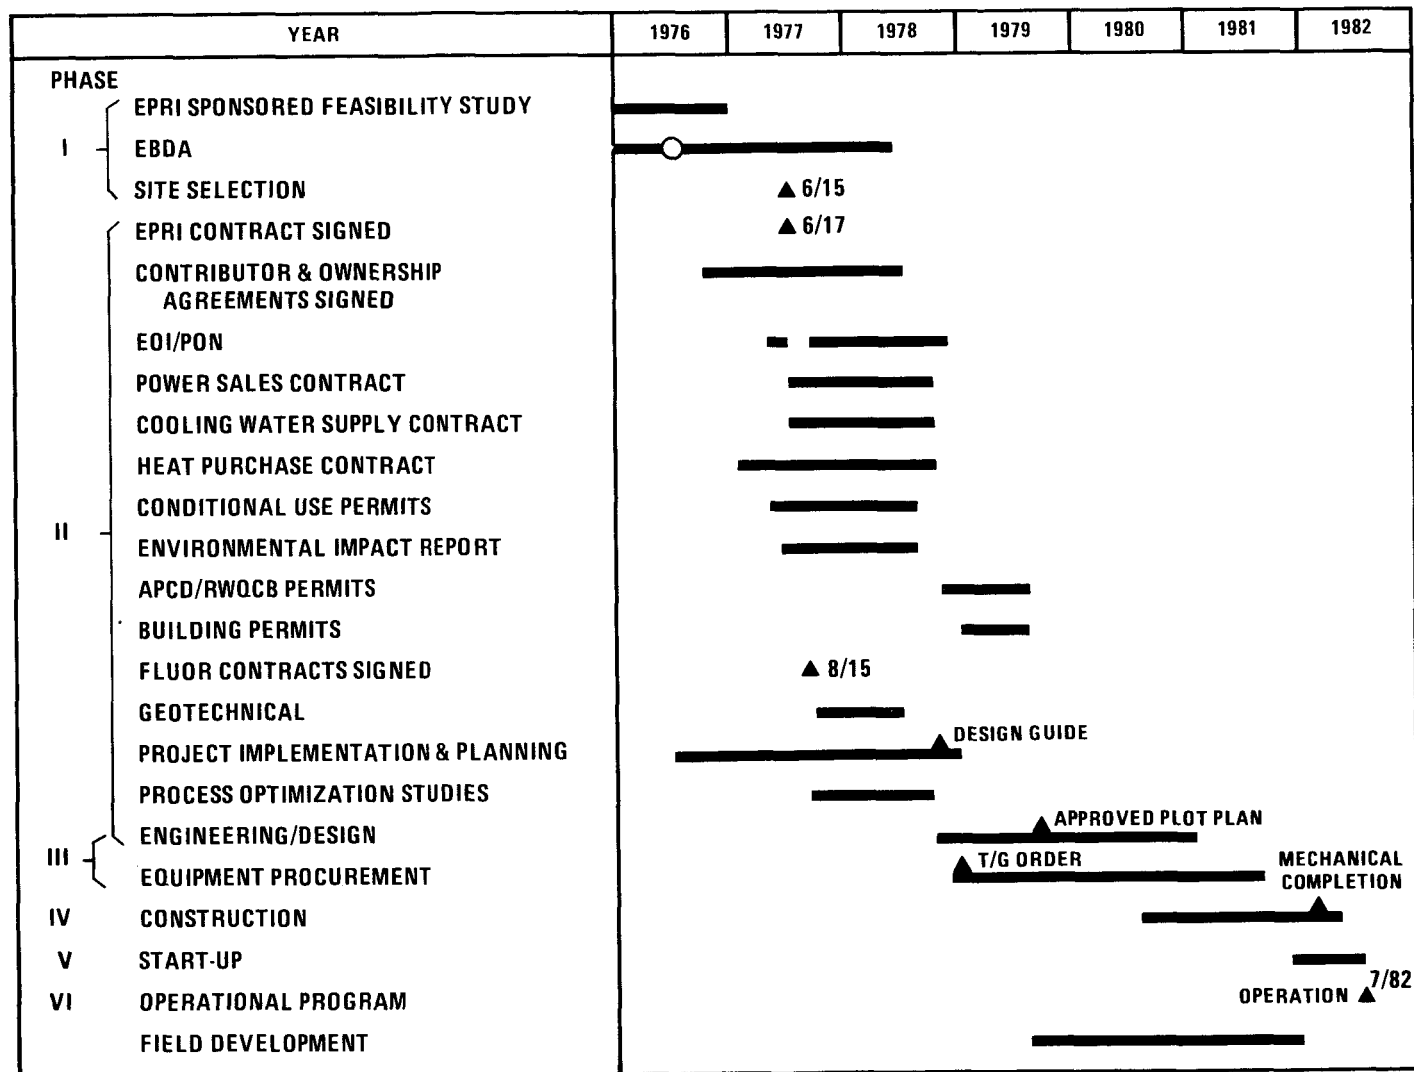 YEAR 1976 1977 1978 1979 1980 1981 1982
PHASE
EPRI SPONSORED FEASIBILITY STUDY
I EBDA
SITE SELECTION 6/15
EPRI CONTRACT SIGNED 6/17
CONTRIBUTOR & OWNERSHIP
AGREEMENTS SIGNED
EOI/PON
POWER SALES CONTRACT
COOLING WATER SUPPLY CONTRACT
HEAT PURCHASE CONTRACT
CONDITIONAL USE PERMITS
II
ENVIRONMENTAL IMPACT REPORT
APCD/RWQCB PERMITS
BUILDING PERMITS
FLUOR CONTRACTS SIGNED 8/15
GEOTECHNICAL
DESIGN GUIDE
PROJECT IMPLEMENTATION & PLANNING
PROCESS OPTIMIZATION STUDIES
APPROVED PLOT PLAN
ENGINEERING/DESIGN
III T/G ORDER MECHANICAL
EQUIPMENT PROCUREMENT COMPLETION
IV CONSTRUCTION
V START-UP
7/82
VI OPERATIONAL PROGRAM OPERATION
FIELD DEVELOPMENT